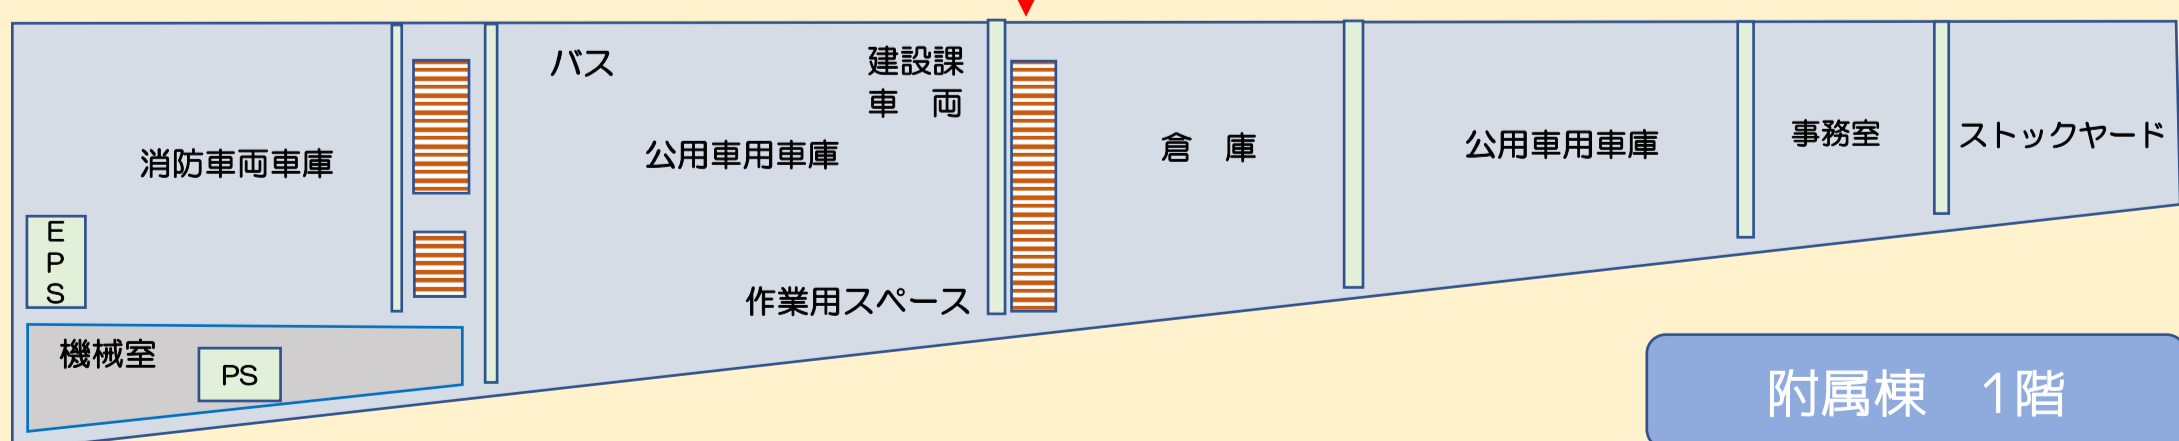 バス
建設課
車　両
消防車両車庫
公用車用車庫
倉　庫
公用車用車庫
事務室
ストックヤード
E
P
S
作業用スペース
機械室
PS
附属棟　1階